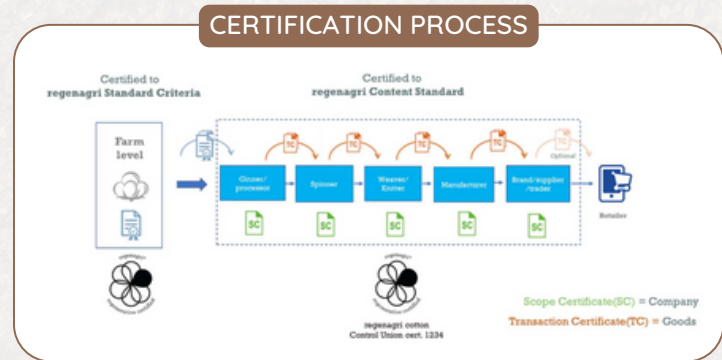 CERTIFICATION PROCESS
Certified to
regenagri Standard Criteria
Certified to
regenagri Content Standard
Farm
level
TC
TC
TC
TC
TC
Optional
Ginner/
processor
Spinner
Weaver/
Knitter
Manufacturer
Brand/supplier
/trader
Retailer
SC
SC
SC
SC
SC
regenagri
regenagri
regenagri cotton
Control Union cert. 1234
Scope Certificate(SC) = Company
Transaction Certificate(TC) = Goods